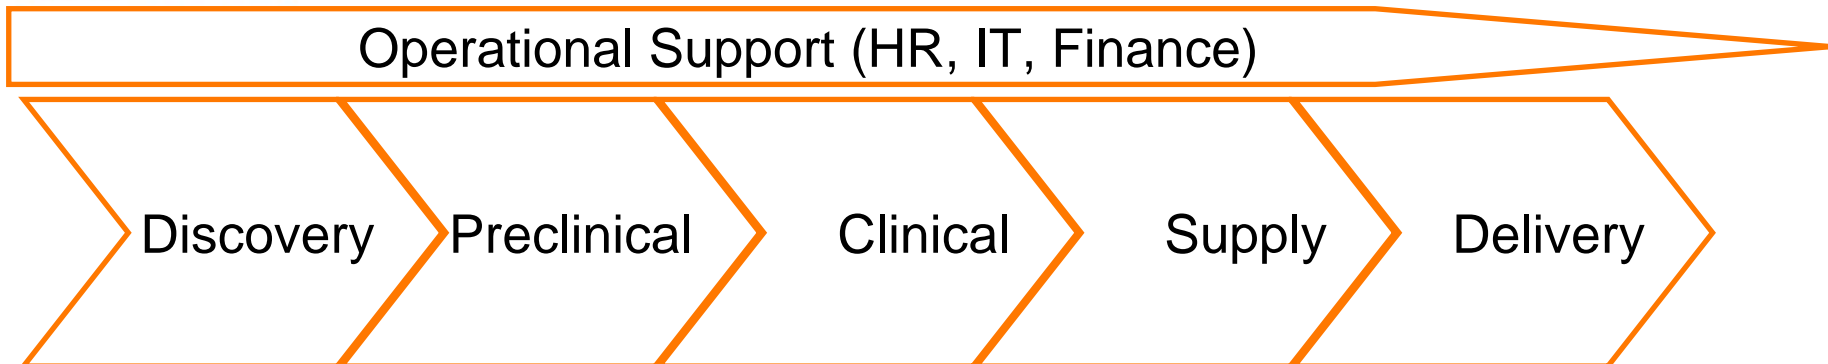 Operational Support (HR, IT, Finance)
Discovery
Preclinical
Clinical
Supply
Delivery